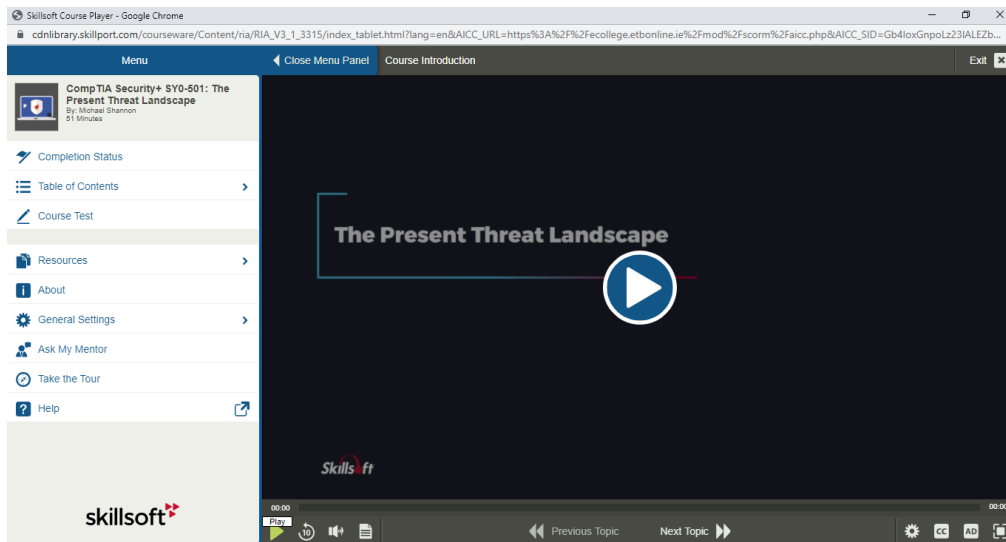 Skillsoft Course Player - Google Chrome
cdnlibrary.skillport.com/courseware/Content/ria/RIA_V3_1_3315/index_tablet.html?lang=en&AICC_URL=https%3A%2F%2Fecollege.etbonline.ie%2Fmod%2Fscorm%2Faicc.php&AICC_SID=Gb4IoxGnpoLz23IALEZb...
Menu
Close Menu Panel
Course Introduction
Exit
CompTIA Security+ SY0-501: The
Present Threat Landscape
By: Michael Shannon
51 Minutes
Completion Status
Table of Contents
Course Test
Resources
About
General Settings
Ask My Mentor
Take the Tour
Help
skillsoft
The Present Threat Landscape
Skillsoft
00:00
00:00
Play
10
Previous Topic
Next Topic
CC
AD